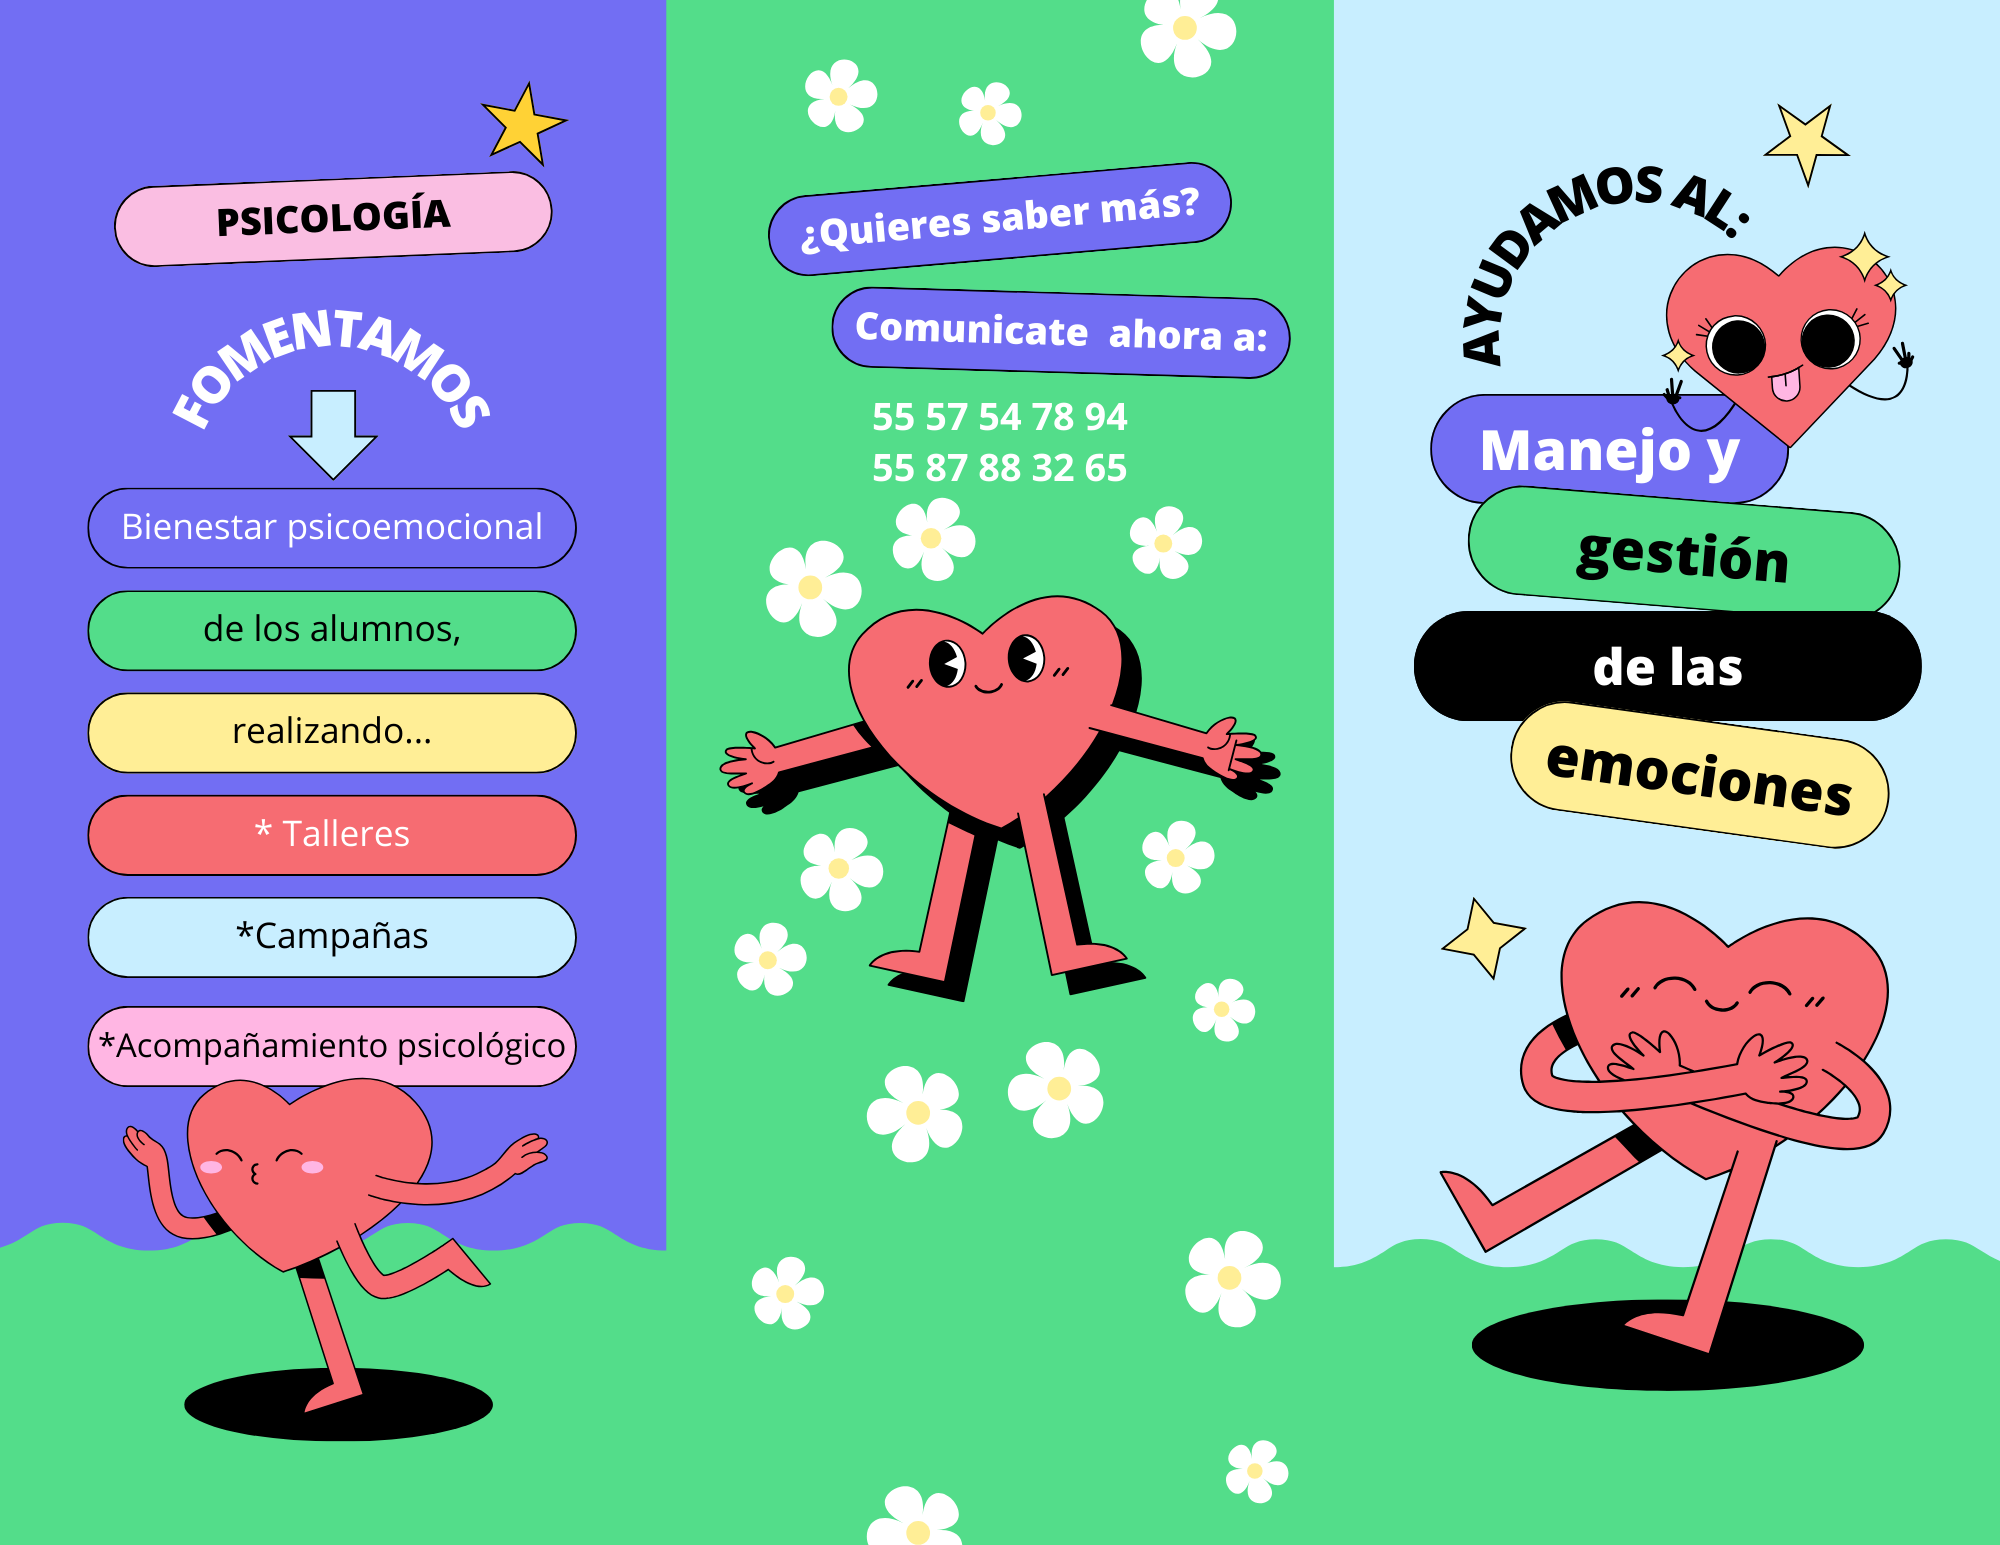 PSICOLOGÍA
FOMENTAMOS
Bienestar psicoemocional
de los alumnos,
realizando...
* Talleres
*Campañas
*Acompañamiento psicológico
¿Quieres saber más?
Comunicate ahora a:
55 57 54 78 94
55 87 88 32 65
AYUDAMOS AL:
Manejo y
gestión
de las
emociones